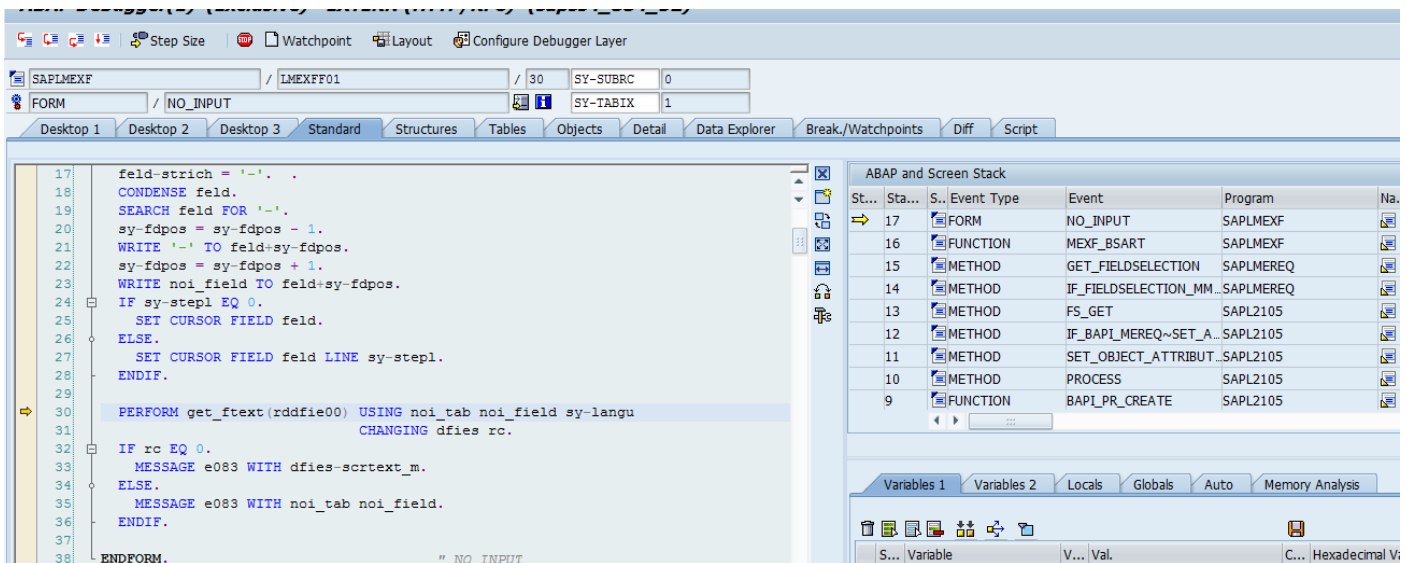 Step Size Watchpoint Layout Configure Debugger Layer
SAPLMEXF / LMEXFF01 / 30 SY-SUBRC 0
FORM / NO_INPUT SY-TABIX 1
Desktop 1 Desktop 2 Desktop 3 Standard Structures Tables Objects Detail Data Explorer Break./Watchpoints Diff Script
17 feld-strich = '-'. .
18 CONDENSE feld.
19 SEARCH feld FOR '-'.
20 sy-fdpos = sy-fdpos - 1.
21 WRITE '-' TO feld+sy-fdpos.
22 sy-fdpos = sy-fdpos + 1.
23 WRITE noi_field TO feld+sy-fdpos.
24 IF sy-stepl EQ 0.
25 SET CURSOR FIELD feld.
26 ELSE.
27 SET CURSOR FIELD feld LINE sy-stepl.
28 ENDIF.
29
30 PERFORM get_ftext(rddfie00) USING noi_tab noi_field sy-langu
31 CHANGING dfies rc.
32 IF rc EQ 0.
33 MESSAGE e083 WITH dfies-scrtext_m.
34 ELSE.
35 MESSAGE e083 WITH noi_tab noi_field.
36 ENDIF.
37
38 ENDFORM. " NO_INPUT
ABAP and Screen Stack
St... Sta... S.. Event Type Event Program Na.
17 FORM NO_INPUT SAPLMEXF
16 FUNCTION MEXF_BSART SAPLMEXF
15 METHOD GET_FIELDSELECTION SAPLMEREQ
14 METHOD IF_FIELDSELECTION_MM... SAPLMEREQ
13 METHOD FS_GET SAPL2105
12 METHOD IF_BAPI_MEREQ~SET_A... SAPL2105
11 METHOD SET_OBJECT_ATTRIBUT... SAPL2105
10 METHOD PROCESS SAPL2105
9 FUNCTION BAPI_PR_CREATE SAPL2105
Variables 1 Variables 2 Locals Globals Auto Memory Analysis
S... Variable V... Val. C... Hexadecimal Va